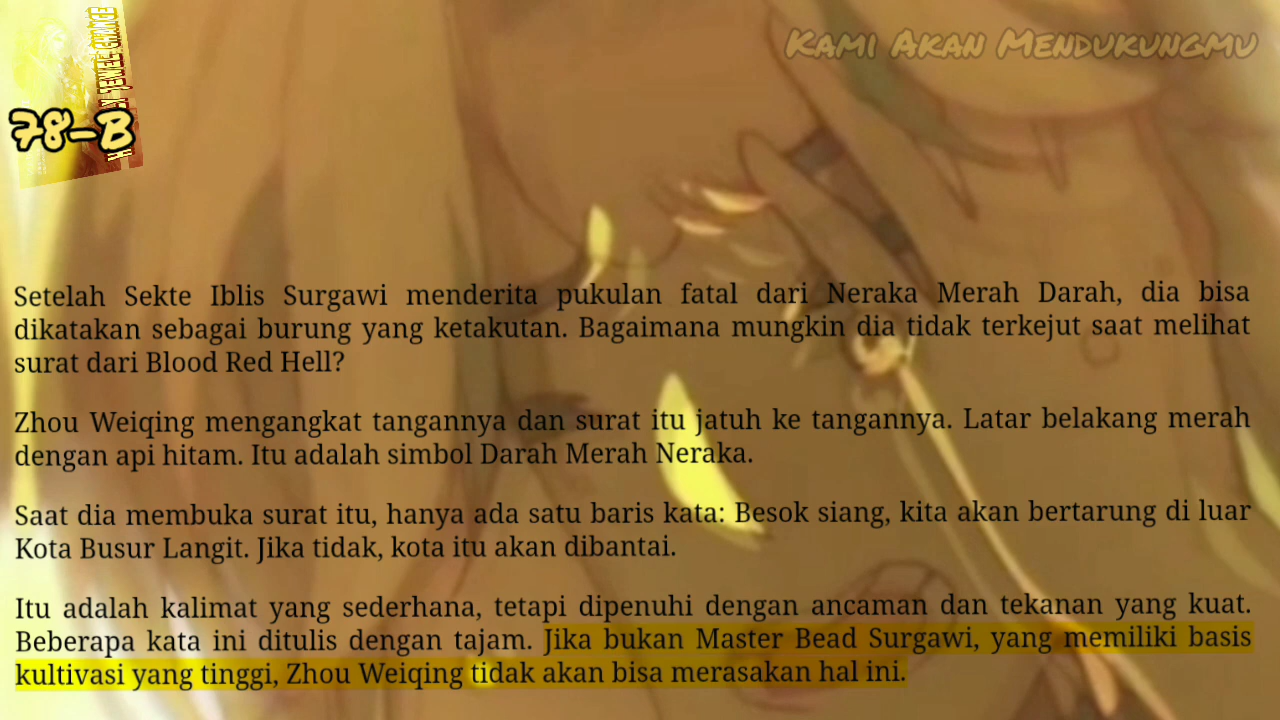 JEWEL CHANGE
Kami Akan Mendukungmu
78-B
Setelah Sekte Iblis Surgawi menderita pukulan fatal dari Neraka Merah Darah, dia bisa
dikatakan sebagai burung yang ketakutan. Bagaimana mungkin dia tidak terkejut saat melihat
surat dari Blood Red Hell?
Zhou Weiqing mengangkat tangannya dan surat itu jatuh ke tangannya. Latar belakang merah
dengan api hitam. Itu adalah simbol Darah Merah Neraka.
Saat dia membuka surat itu, hanya ada satu baris kata: Besok siang, kita akan bertarung di luar
Kota Busur Langit. Jika tidak, kota itu akan dibantai.
Itu adalah kalimat yang sederhana, tetapi dipenuhi dengan ancaman dan tekanan yang kuat.
Beberapa kata ini ditulis dengan tajam. Jika bukan Master Bead Surgawi, yang memiliki basis
kultivasi yang tinggi, Zhou Weiqing tidak akan bisa merasakan hal ini.